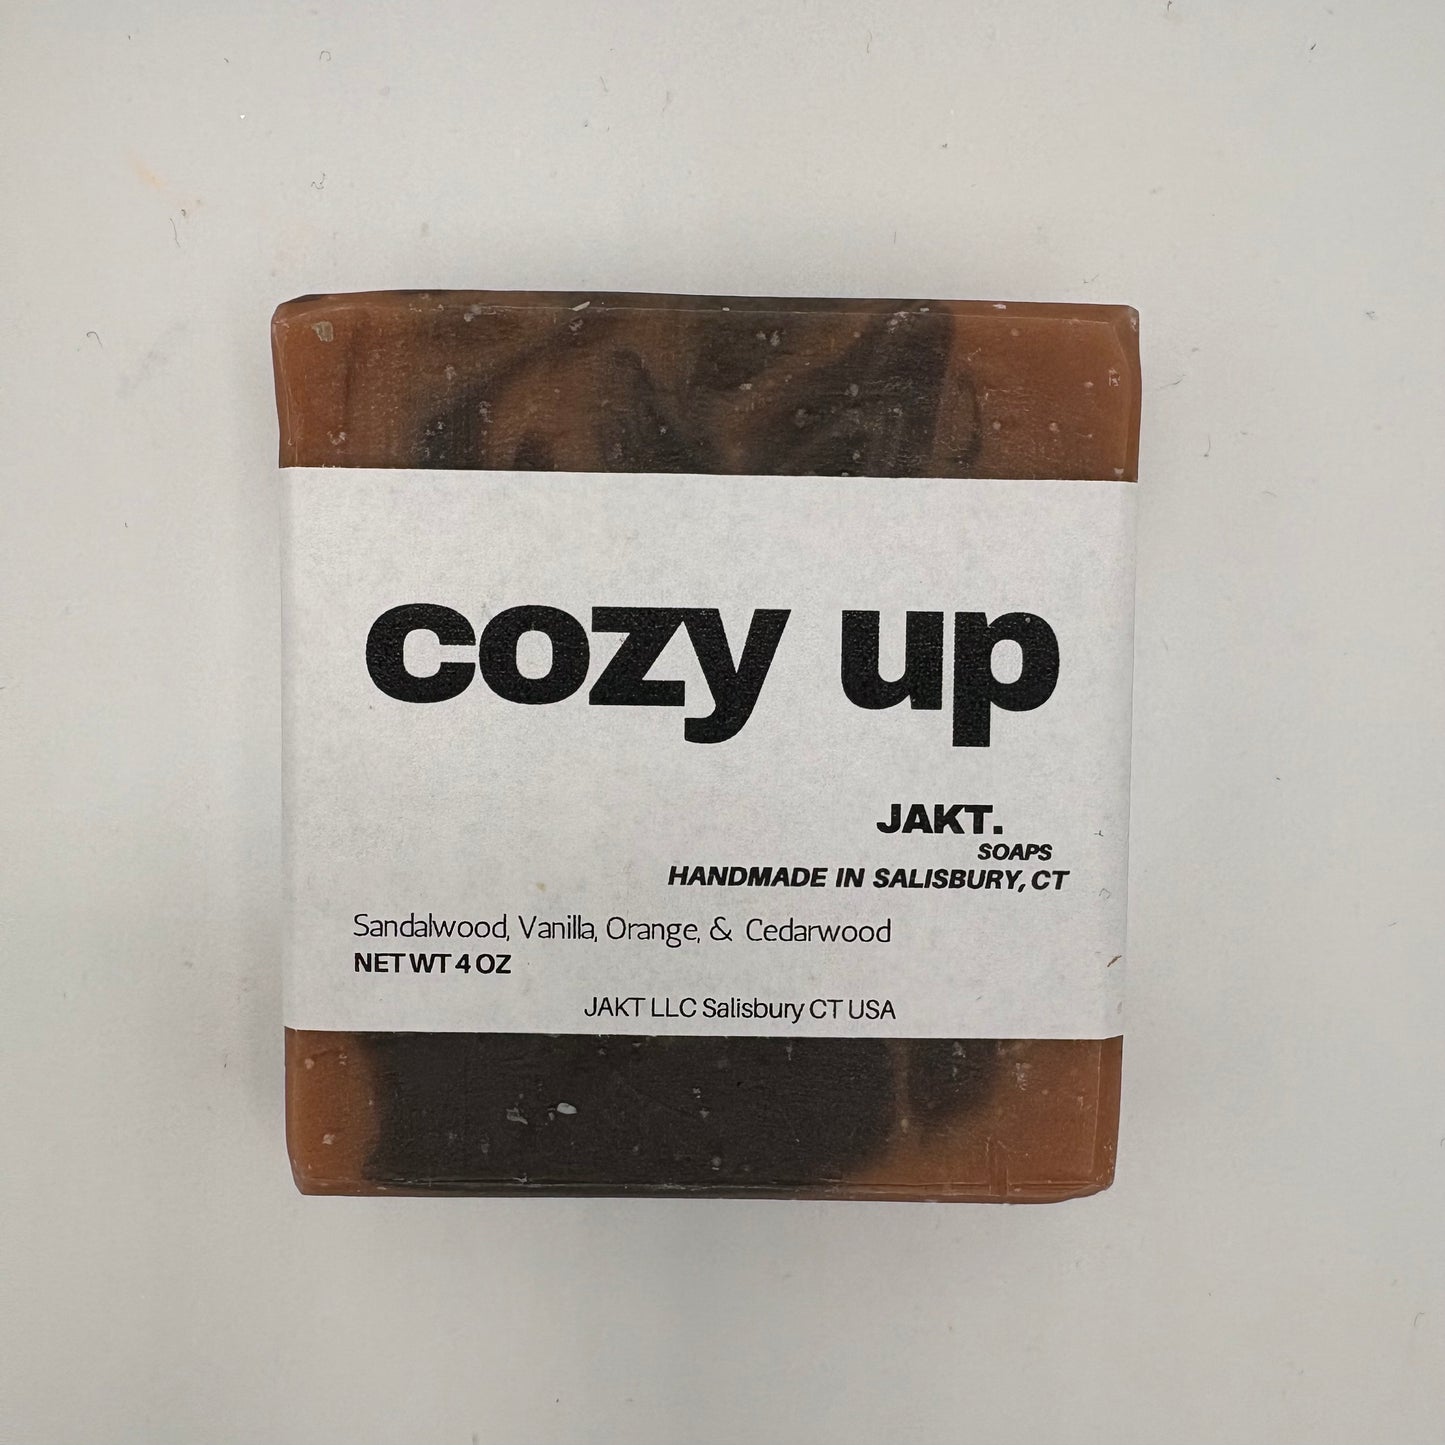 cozy up
JAKT.
SOAPS
HANDMADE IN SALISBURY, CT
Sandalwood, Vanilla, Orange, & Cedarwood
NET WT 4 OZ
JAKT LLC Salisbury CT USA